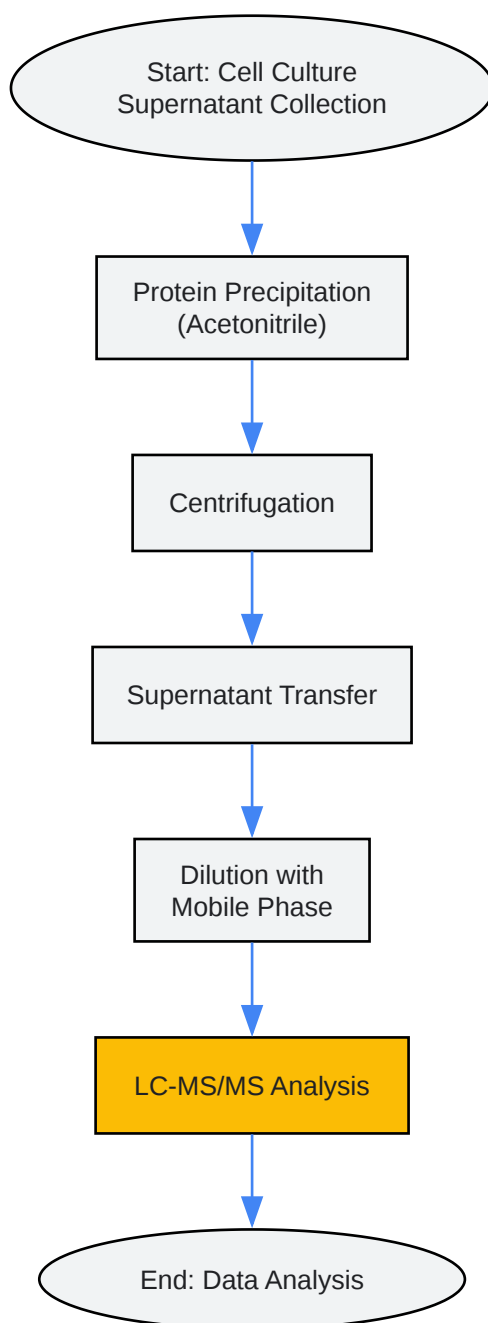 Start: Cell Culture
Supernatant Collection
Protein Precipitation
(Acetonitrile)
Centrifugation
Supernatant Transfer
Dilution with
Mobile Phase
LC-MS/MS Analysis
End: Data Analysis